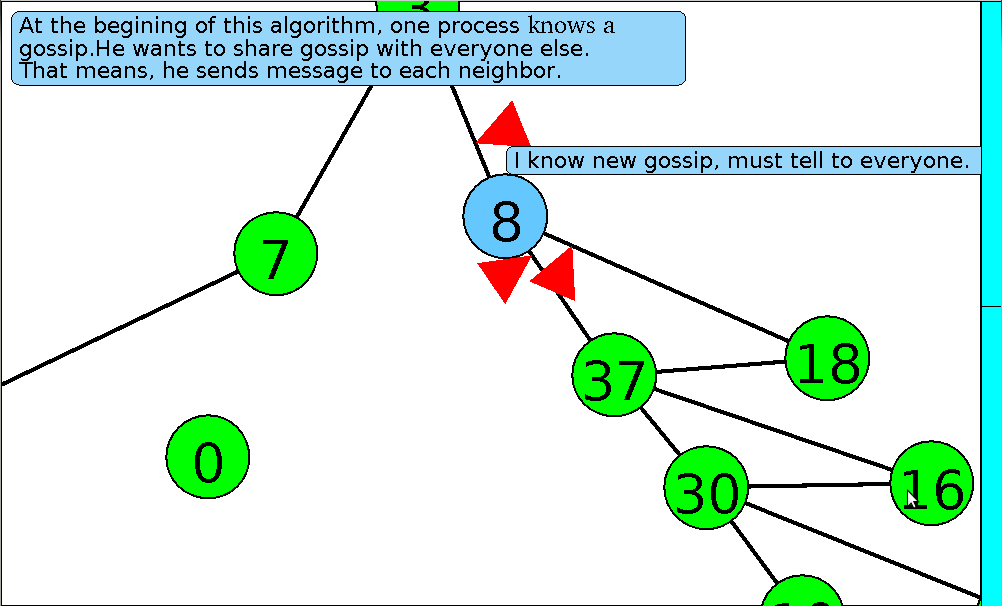 At the begining of this algorithm, one process knows a
gossip.He wants to share gossip with everyone else.
That means, he sends message to each neighbor.
I know new gossip, must tell to everyone.
8
7
18
37
0
16
30